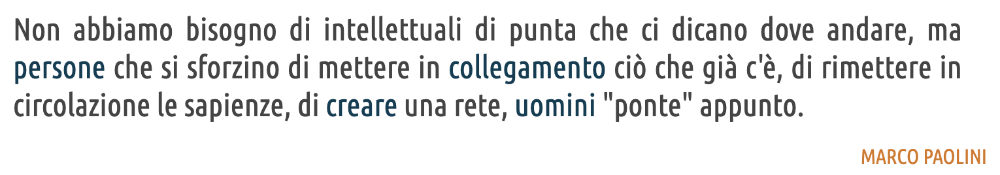 Non abbiamo bisogno di intellettuali di punta che ci dicano dove andare, ma
persone che si sforzino di mettere in collegamento ciò che già c'è, di rimettere in
circolazione le sapienze, di creare una rete, uomini "ponte" appunto.
MARCO PAOLINI